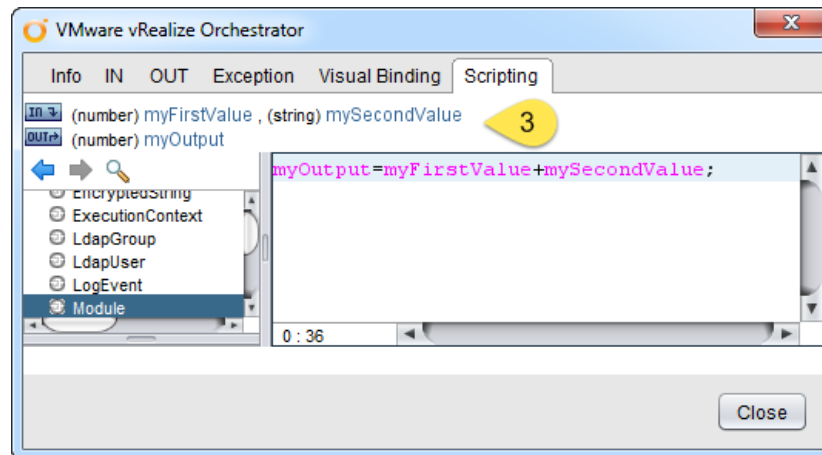 VMware vRealize Orchestrator
Info IN OUT Exception Visual Binding Scripting
IN (number) myFirstValue , (string) mySecondValue
3
OUT (number) myOutput
myOutput=myFirstValue+mySecondValue;
EncryptedString
ExecutionContext
LdapGroup
LdapUser
LogEvent
Module
0 : 36
Close